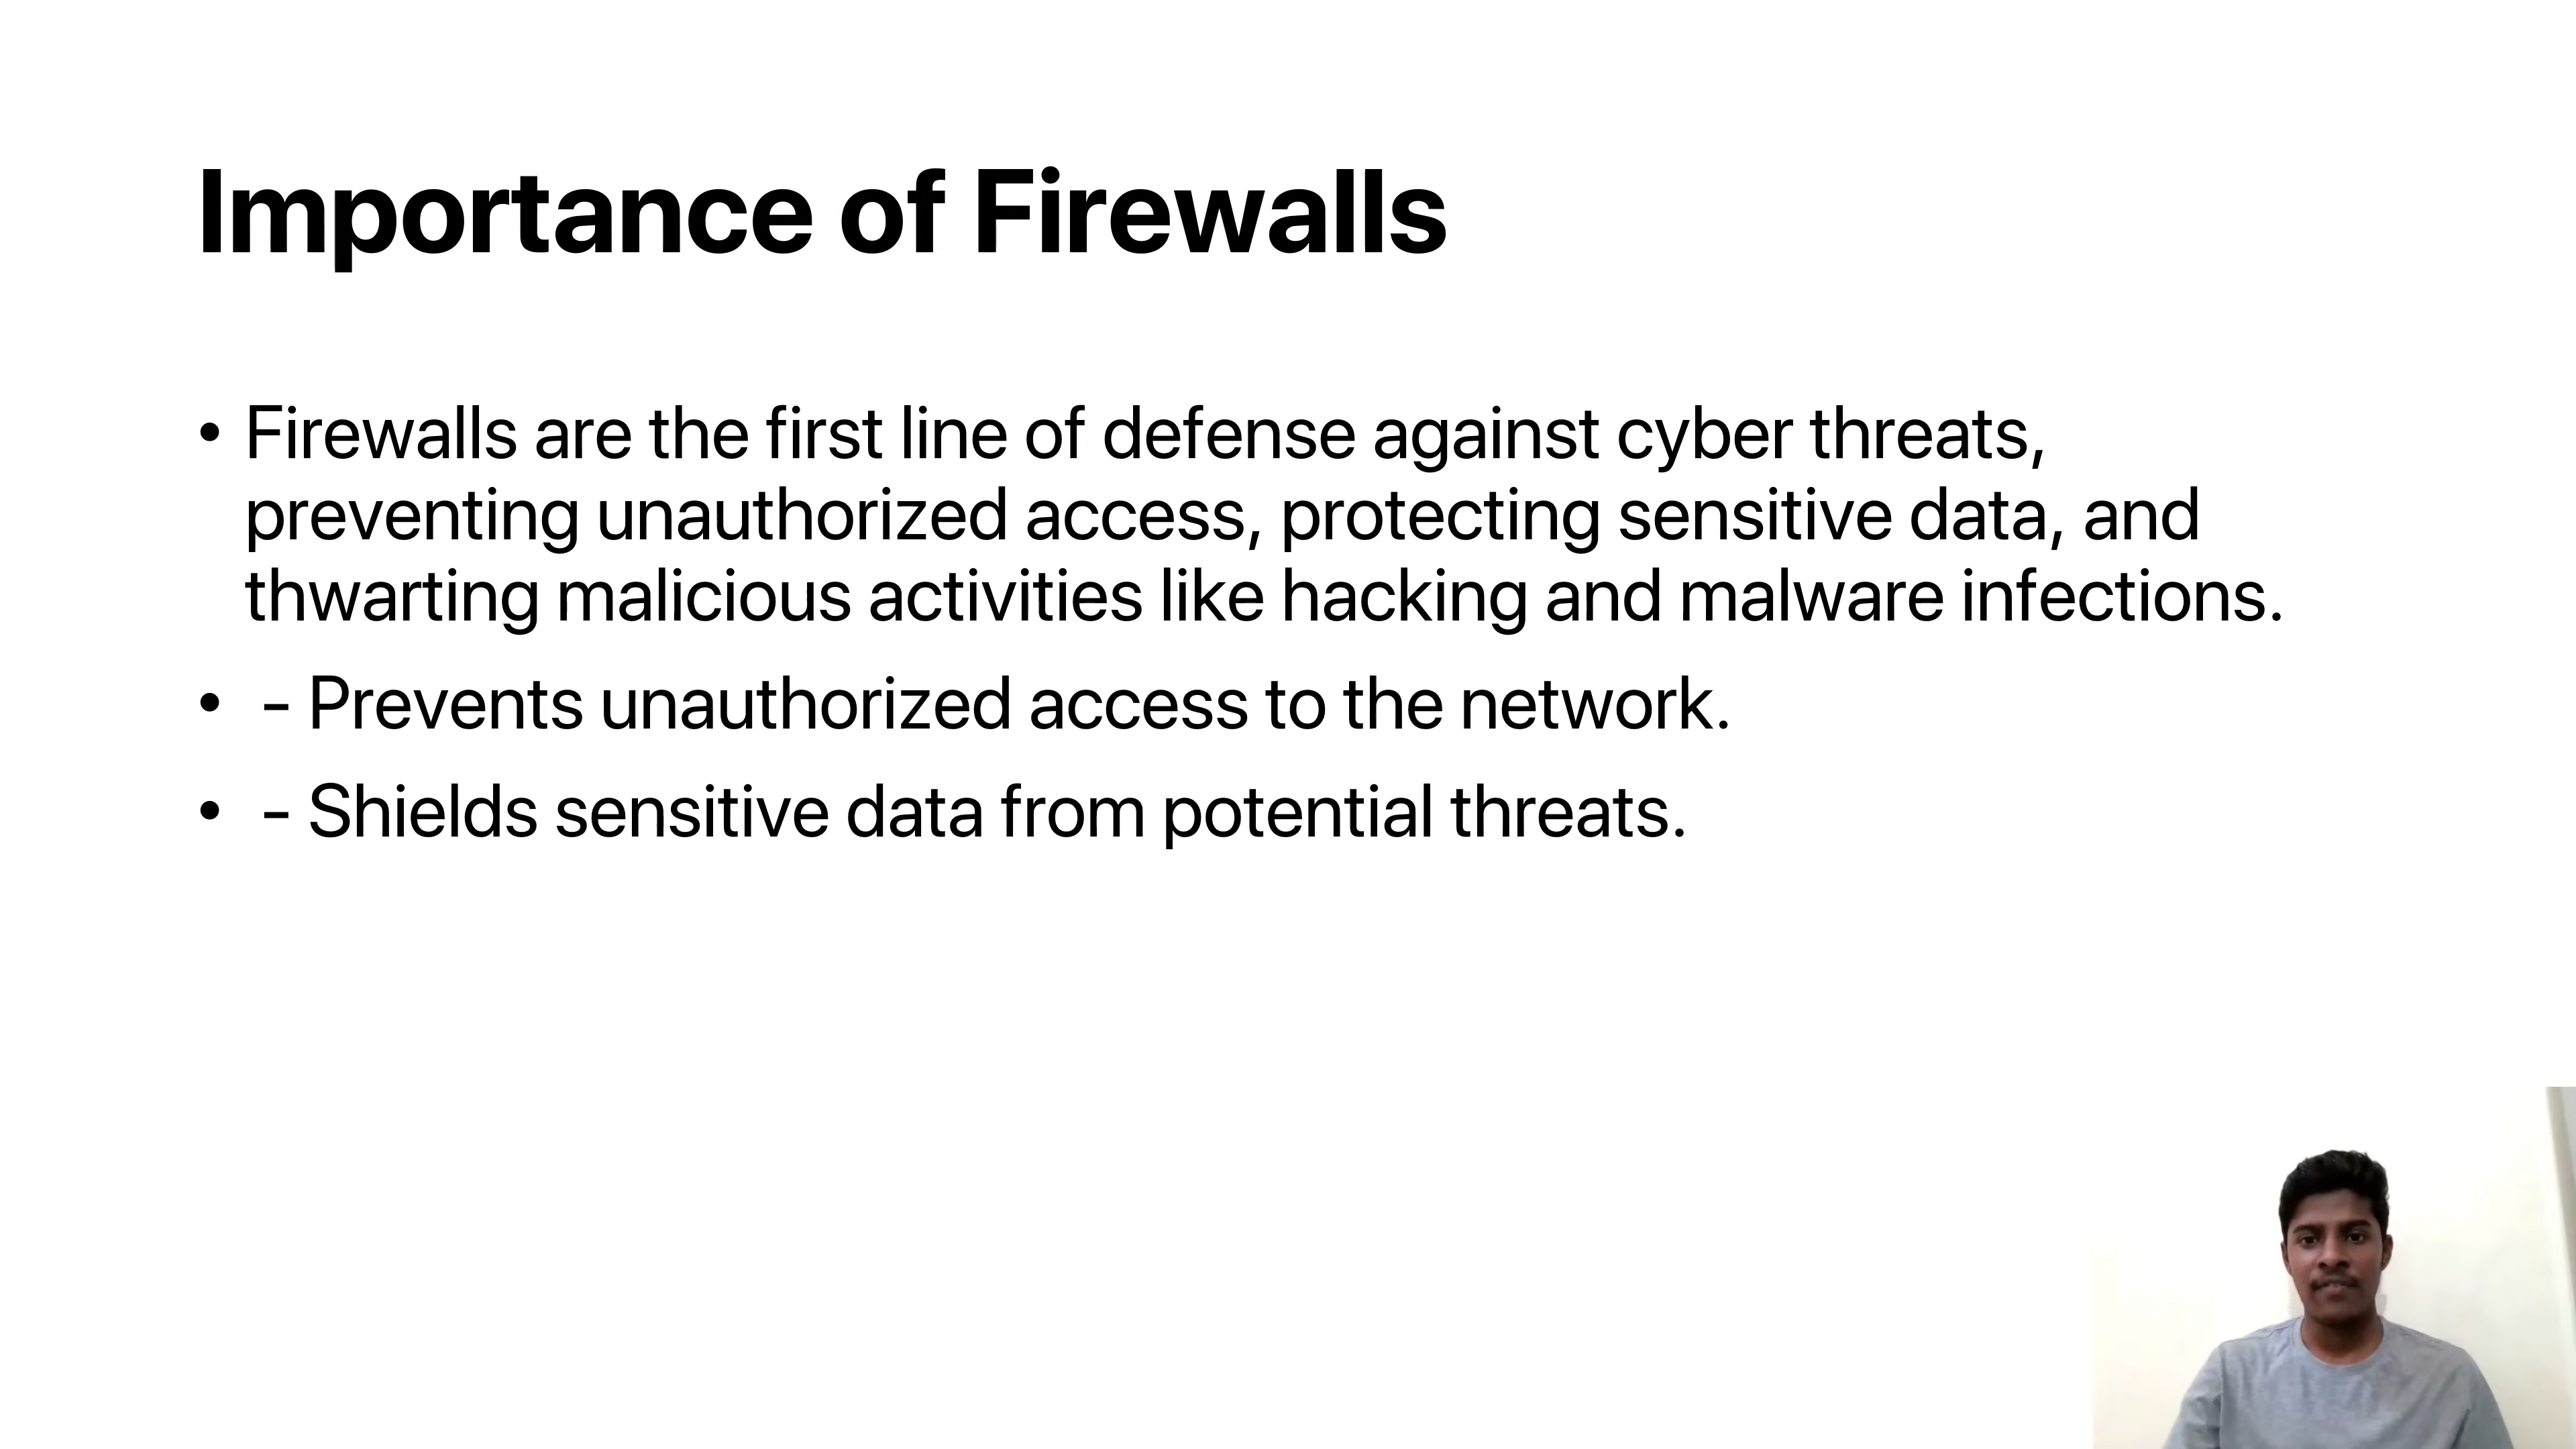 Importance of Firewalls
• Firewalls are the first line of defense against cyber threats,
preventing unauthorized access, protecting sensitive data, and
thwarting malicious activities like hacking and malware infections.
• - Prevents unauthorized access to the network.
• - Shields sensitive data from potential threats.